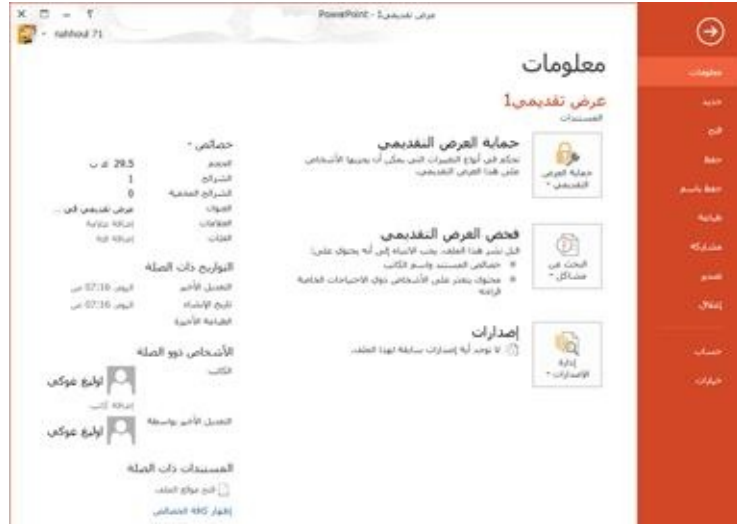 عرض تقديمي1 - PowerPoint
nahhoul 71
معلومات
جديد
فتح
حفظ
حفظ باسم
طباعة
مشاركة
تصدير
إغلاق
حساب
خيارات
معلومات
عرض تقديمي1
المستندات
حماية العرض التقديمي
تحكم في أنواع التغييرات التي يمكن أن يجريها الأشخاص
على هذا العرض التقديمي.
حماية العرض
التقديمي
فحص العرض التقديمي
قبل نشر هذا الملف، يجب الانتباه إلى أنه يحتوي على:
خصائص المستند واسم الكاتب
محتوى يتعذر على الأشخاص ذوي الاحتياجات الخاصة
قراءته
البحث عن
مشاكل
إصدارات
لا توجد أية إصدارات سابقة لهذا الملف.
إدارة
الإصدارات
خصائص
الحجم 29.5 ك ب
الشرائح 1
الشرائح المخفية 0
العنوان عرض تقديمي في ...
العلامات إضافة علامة
الفئات إضافة فئة
التواريخ ذات الصلة
التعديل الأخير اليوم، 07:16 ص
تاريخ الإنشاء اليوم، 07:16 ص
الطباعة الأخيرة
الأشخاص ذوو الصلة
الكاتب
اوليغ عوكي
إضافة كاتب
التعديل الأخير بواسطة
اوليغ عوكي
المستندات ذات الصلة
فتح موقع الملف
إظهار كافة الخصائص